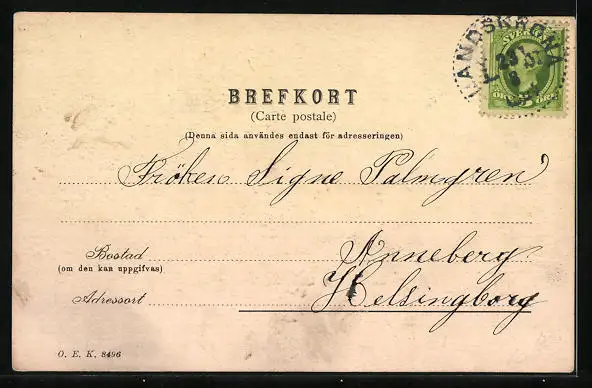 LANDSKRONA
SVERIGE
BREFKORT
(Carte postale)
(Denna sida användes endast för adresseringen)
Fröken Signe Palmgren
Bostad Anneberg.
(om den kan uppgifvas)
Adressort Helsingborg
O. E. K. 8496